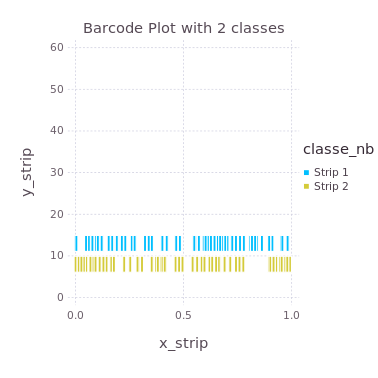 Barcode Plot with 2 classes
60
50
40
30
20
10
0
y_strip
0.0
0.5
1.0
x_strip
classe_nb
Strip 1
Strip 2